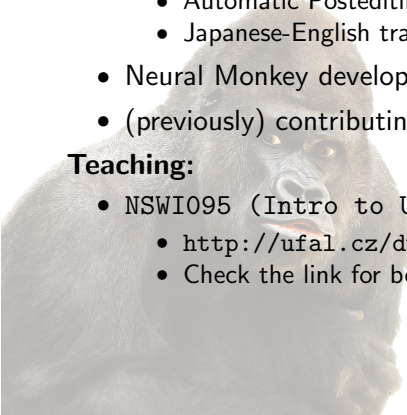 • Automatic Postediti
• Japanese-English tra
• Neural Monkey develop
• (previously) contributin
Teaching:
• NSWI095 (Intro to U
• http://ufal.cz/d
• Check the link for b